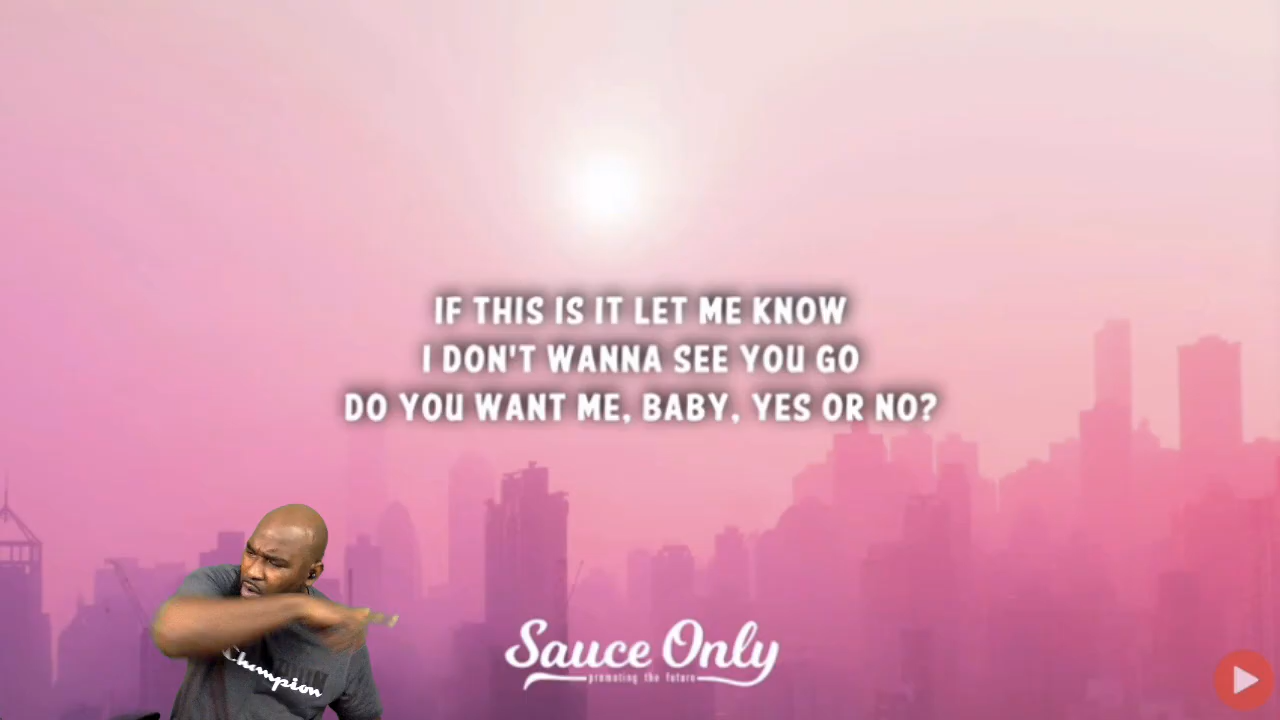 IF THIS IS IT LET ME KNOW
I DON'T WANNA SEE YOU GO
DO YOU WANT ME, BABY, YES OR NO?
Champion
Sauce Only
promoting the future